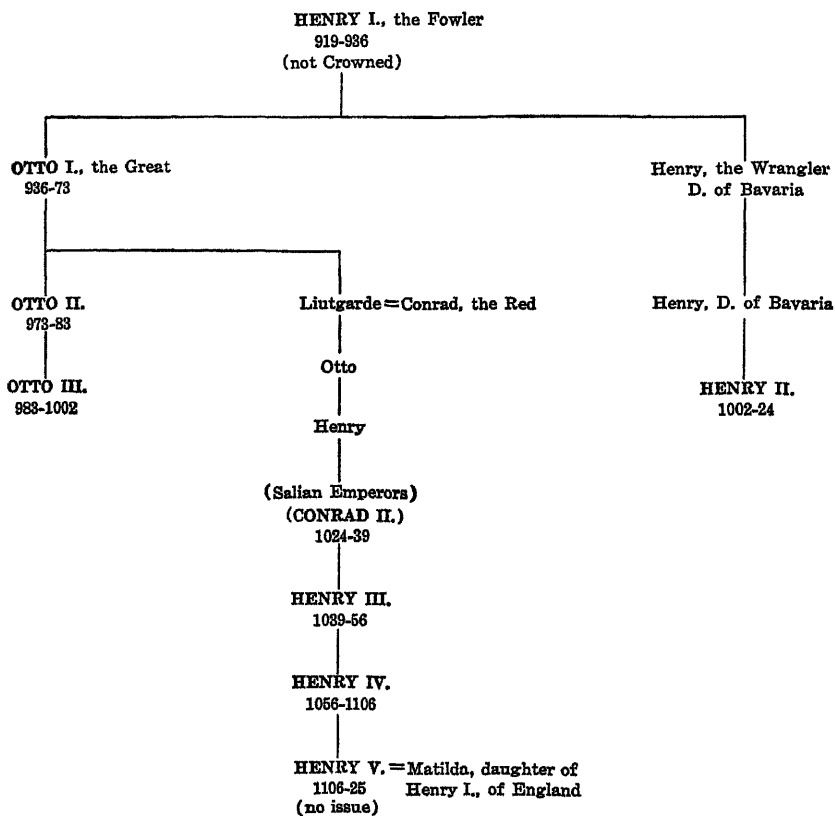 HENRY I., the Fowler
919-936
(not Crowned)
OTTO I., the Great
936-73
Henry, the Wrangler
D. of Bavaria
OTTO II.
973-83
Liutgarde=Conrad, the Red
Henry, D. of Bavaria
Otto
OTTO III.
983-1002
HENRY II.
1002-24
Henry
(Salian Emperors)
(CONRAD II.)
1024-39
HENRY III.
1039-56
HENRY IV.
1056-1106
HENRY V.=Matilda, daughter of
1106-25 Henry I., of England
(no issue)